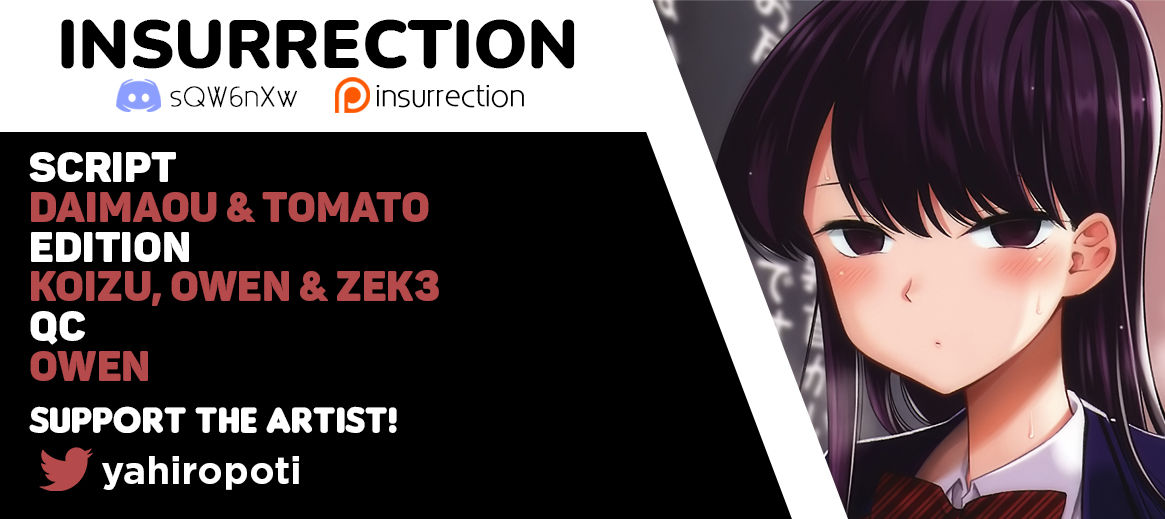 INSURRECTION
sQW6nXw
insurrection
SCRIPT
DAIMAOU & TOMATO
EDITION
KOIZU, OWEN & ZEK3
QC
OWEN
SUPPORT THE ARTIST!
yahiropoti